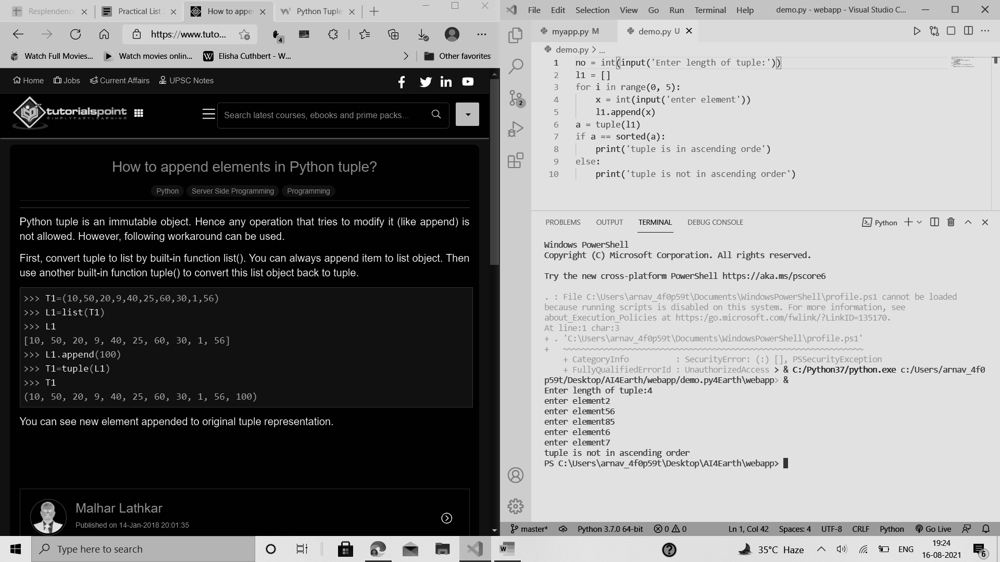 Resplendence
Practical List
How to appe
Python Tuple
https://www.tuto...
4
Watch Full Movies...
Watch movies onlin...
W
Elisha Cuthbert - W...
Other favorites
Home
Jobs
Current Affairs
UPSC Notes
tutorialspoint
SIMPLYEASYLEARNING
Search latest courses, ebooks and prime packs...
How to append elements in Python tuple?
Python
Server Side Programming
Programming
Python tuple is an immutable object. Hence any operation that tries to modify it (like append) is
not allowed. However, following workaround can be used.
First, convert tuple to list by built-in function list(). You can always append item to list object. Then
use another built-in function tuple() to convert this list object back to tuple.
>>> T1=(10,50,20,9,40,25,60,30,1,56)
>>> L1=list(T1)
>>> L1
[10, 50, 20, 9, 40, 25, 60, 30, 1, 56]
>>> L1.append(100)
>>> T1=tuple(L1)
>>> T1
(10, 50, 20, 9, 40, 25, 60, 30, 1, 56, 100)
You can see new element appended to original tuple representation.
Malhar Lathkar
Published on 14-Jan-2018 20:01:35
File Edit Selection View Go Run Terminal Help
demo.py - webapp - Visual Studio C...
myapp.py M
demo.py U
demo.py > ...
2
1 no = int(input('Enter length of tuple:'))
2 l1 = []
3 for i in range(0, 5):
4 x = int(input('enter element'))
5 l1.append(x)
6 a = tuple(l1)
7 if a == sorted(a):
8 print('tuple is in ascending orde')
9 else:
10 print('tuple is not in ascending order')
PROBLEMS OUTPUT TERMINAL DEBUG CONSOLE
Python
Windows PowerShell
Copyright (C) Microsoft Corporation. All rights reserved.
Try the new cross-platform PowerShell https://aka.ms/pscore6
. : File C:\Users\arnav_4f0p59t\Documents\WindowsPowerShell\profile.ps1 cannot be loaded
because running scripts is disabled on this system. For more information, see
about_Execution_Policies at https:/go.microsoft.com/fwlink/?LinkID=135170.
At line:1 char:3
+ . 'C:\Users\arnav_4f0p59t\Documents\WindowsPowerShell\profile.ps1'
+ ~~~~~~~~~~~~~~~~~~~~~~~~~~~~~~~~~~~~~~~~~~~~~~~~~~~~~~~~~~~~~~~~
+ CategoryInfo : SecurityError: (:) [], PSSecurityException
+ FullyQualifiedErrorId : UnauthorizedAccess > & C:/Python37/python.exe c:/Users/arnav_4f0
p59t/Desktop/AI4Earth/webapp/demo.py4Earth\webapp> &
Enter length of tuple:4
enter element2
enter element56
enter element85
enter element6
enter element7
tuple is not in ascending order
PS C:\Users\arnav_4f0p59t\Desktop\AI4Earth\webapp>
master* Python 3.7.0 64-bit 0 0 Ln 1, Col 42 Spaces: 4 UTF-8 CRLF Python Go Live
Type here to search
W
35°C Haze
ENG
19:24
16-08-2021
6